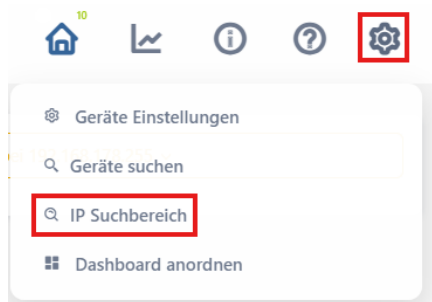 10
Geräte Einstellungen
Geräte suchen
IP Suchbereich
Dashboard anordnen